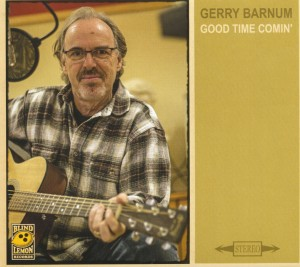 GERRY BARNUM
GOOD TIME COMIN'
BLIND
LEMON
RECORDS
STEREO